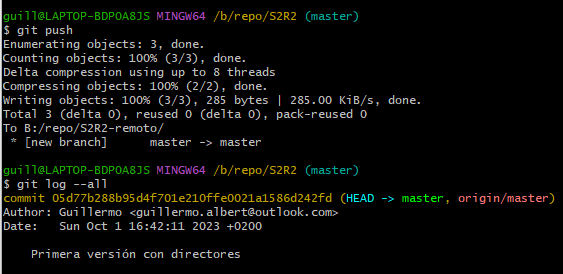 guill@LAPTOP-BDPOA8JS MINGW64 /b/repo/S2R2 (master)
$ git push
Enumerating objects: 3, done.
Counting objects: 100% (3/3), done.
Delta compression using up to 8 threads
Compressing objects: 100% (2/2), done.
Writing objects: 100% (3/3), 285 bytes | 285.00 KiB/s, done.
Total 3 (delta 0), reused 0 (delta 0), pack-reused 0
To B:/repo/S2R2-remoto/
 * [new branch]      master -> master

guill@LAPTOP-BDPOA8JS MINGW64 /b/repo/S2R2 (master)
$ git log --all
commit 05d77b288b95d4f701e210ffe0021a1586d242fd (HEAD -> master, origin/master)
Author: Guillermo <guillermo.albert@outlook.com>
Date:   Sun Oct 1 16:42:11 2023 +0200

    Primera versión con directores